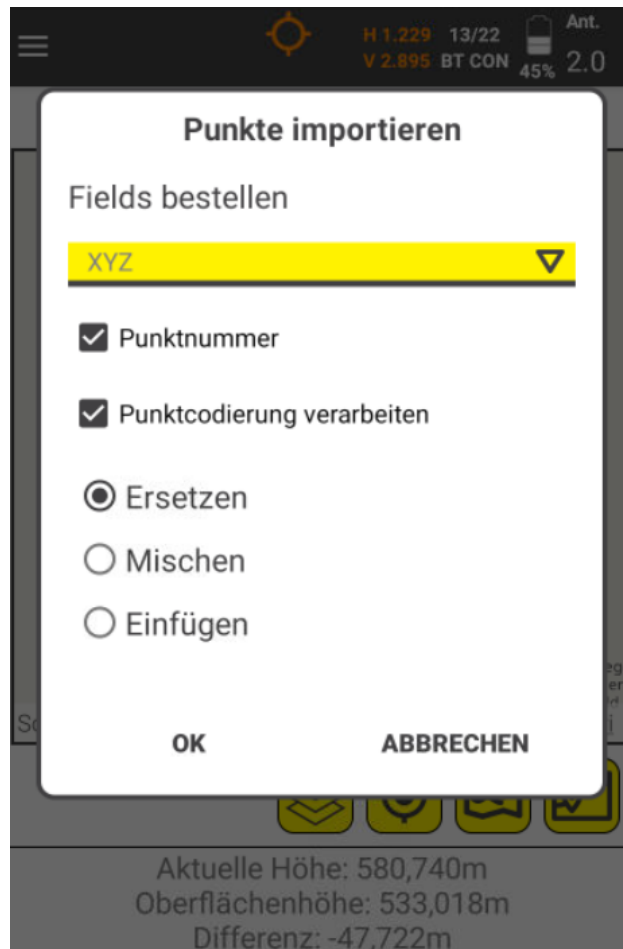 H 1.229 13/22 Ant.
V 2.895 BT CON 45% 2.0
Punkte importieren
Fields bestellen
XYZ
Punktnummer
Punktcodierung verarbeiten
Ersetzen
Mischen
Einfügen
OK ABBRECHEN
Aktuelle Höhe: 580,740m
Oberflächenhöhe: 533,018m
Differenz: -47,722m